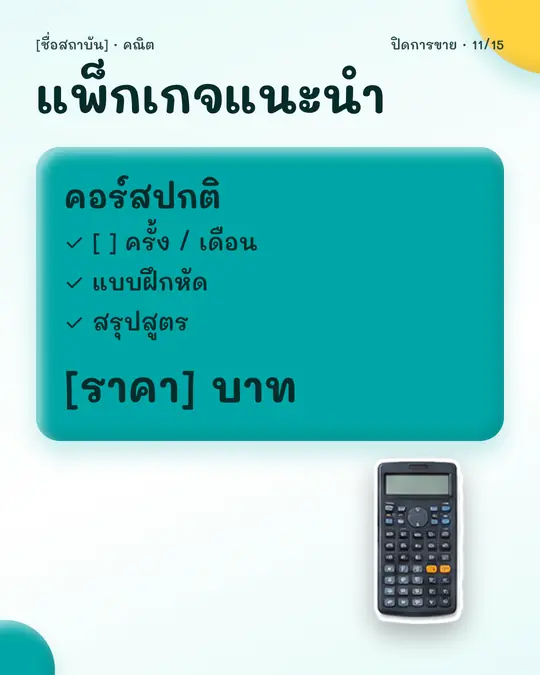 [ชื่อสถาบัน] · คณิต
ปิดการขาย · 11/15
แพ็กเกจแนะนำ
คอร์สปกติ
✓ [ ] ครั้ง / เดือน
✓ แบบฝึกหัด
✓ สรุปสูตร
[ราคา] บาท